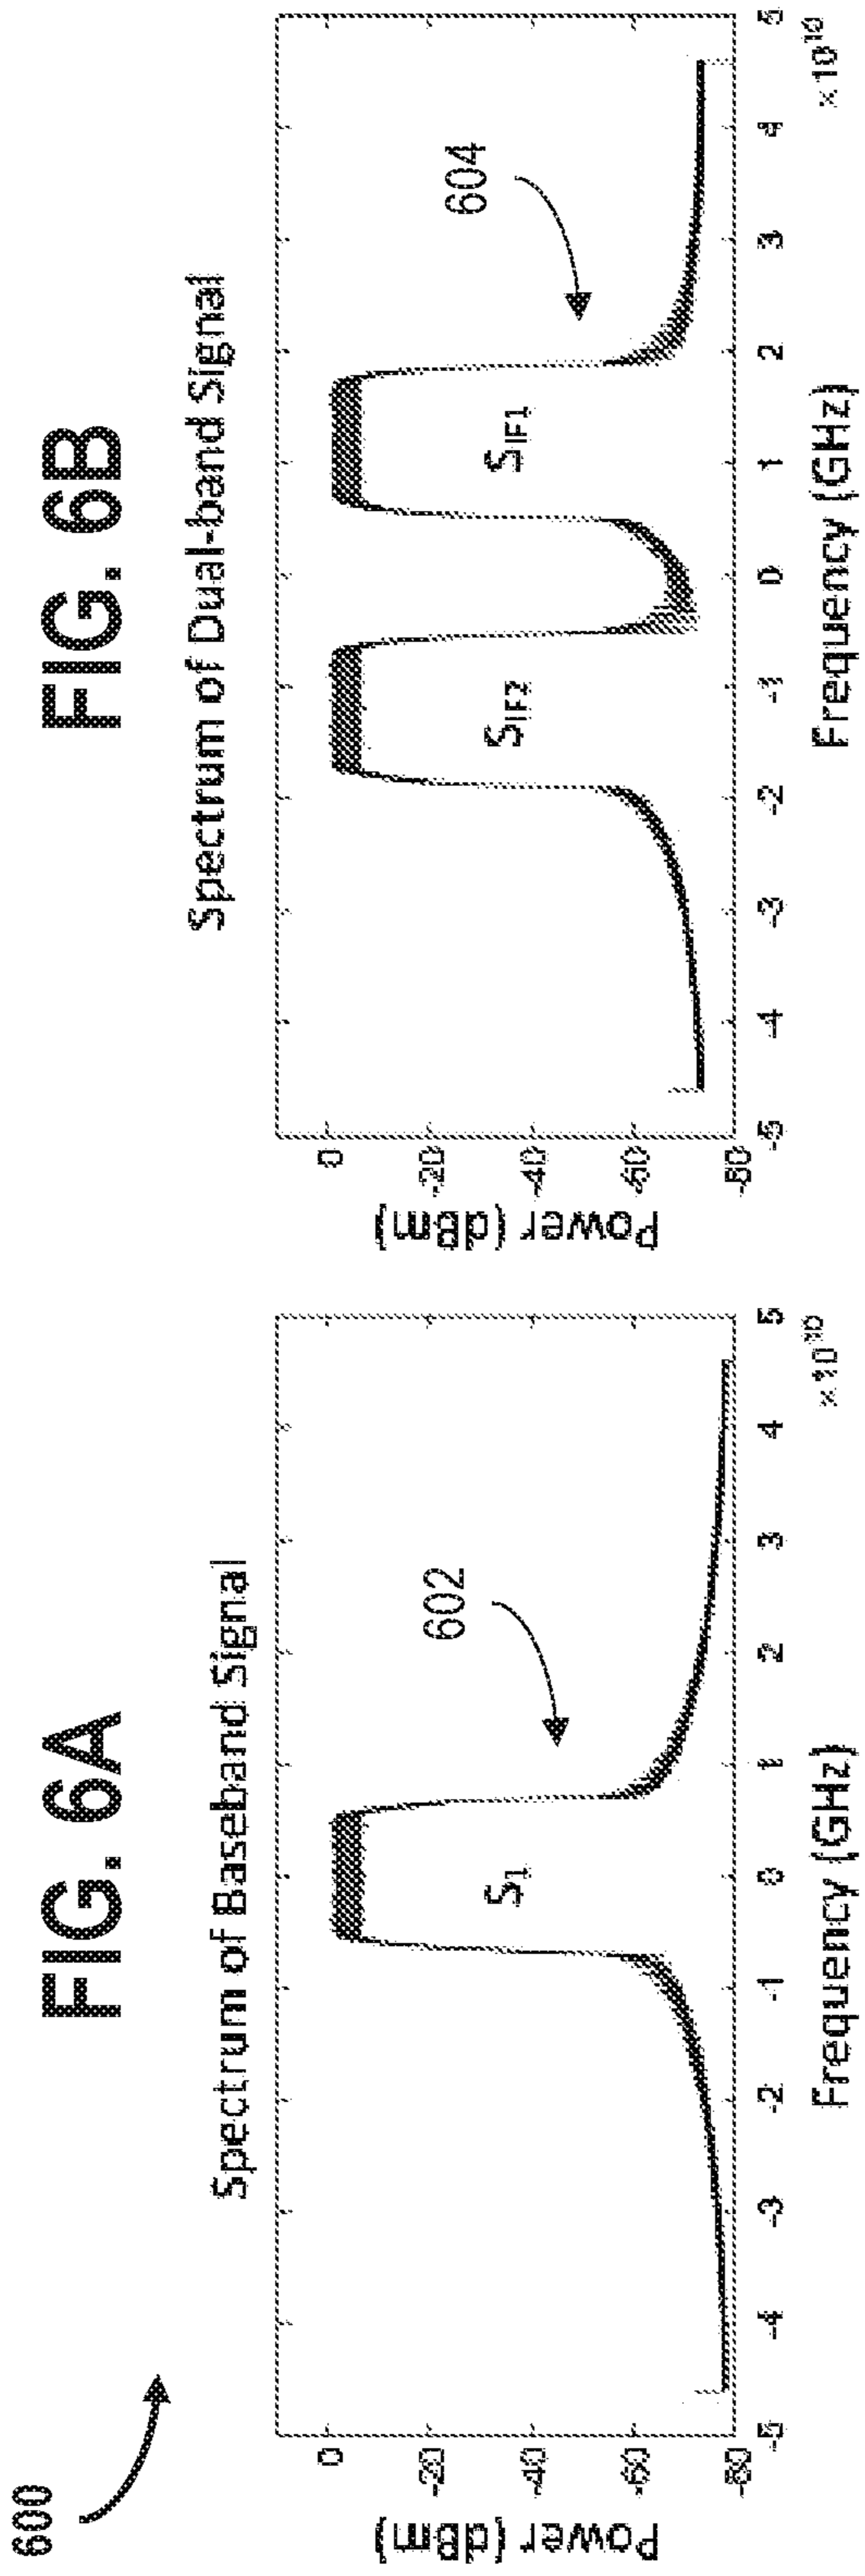 600
FIG. 6A
Spectrum of Baseband Signal
Power (dBm)
0
-20
-40
-60
-80
602
S1
-5 -4 -3 -2 -1 0 1 2 3 4 5
×10^10
Frequency (GHz)
FIG. 6B
Spectrum of Dual-band Signal
Power (dBm)
0
-20
-40
-60
-80
604
SIF2 SIF1
-5 -4 -3 -2 -1 0 1 2 3 4 5
×10^10
Frequency (GHz)